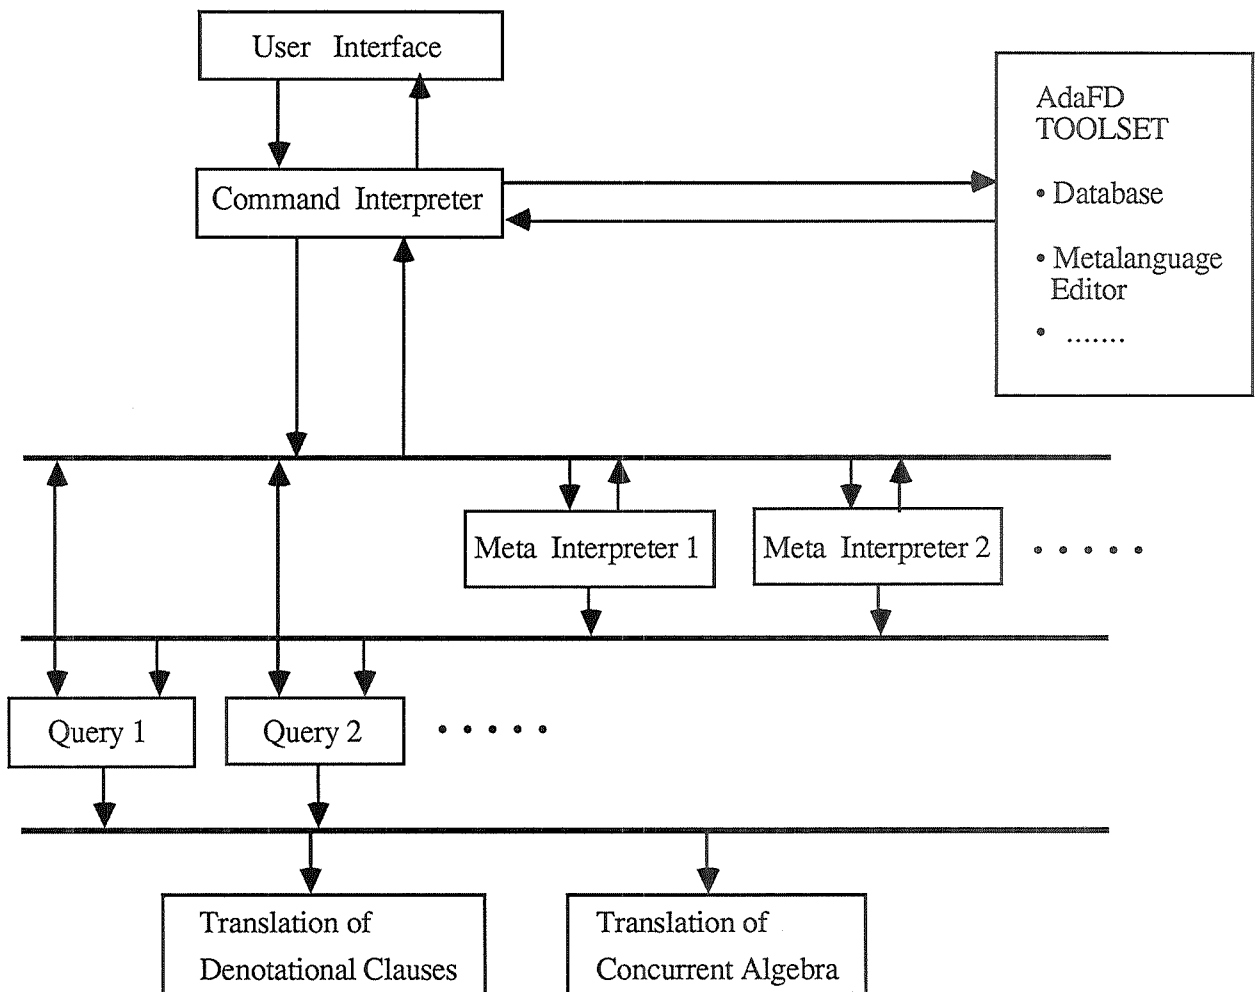 User Interface
AdaFD
TOOLSET
Command Interpreter
• Database
• Metalanguage
Editor
• .......
Meta Interpreter 1
Meta Interpreter 2
• • • • •
Query 1
Query 2
• • • • •
Translation of
Denotational Clauses
Translation of
Concurrent Algebra